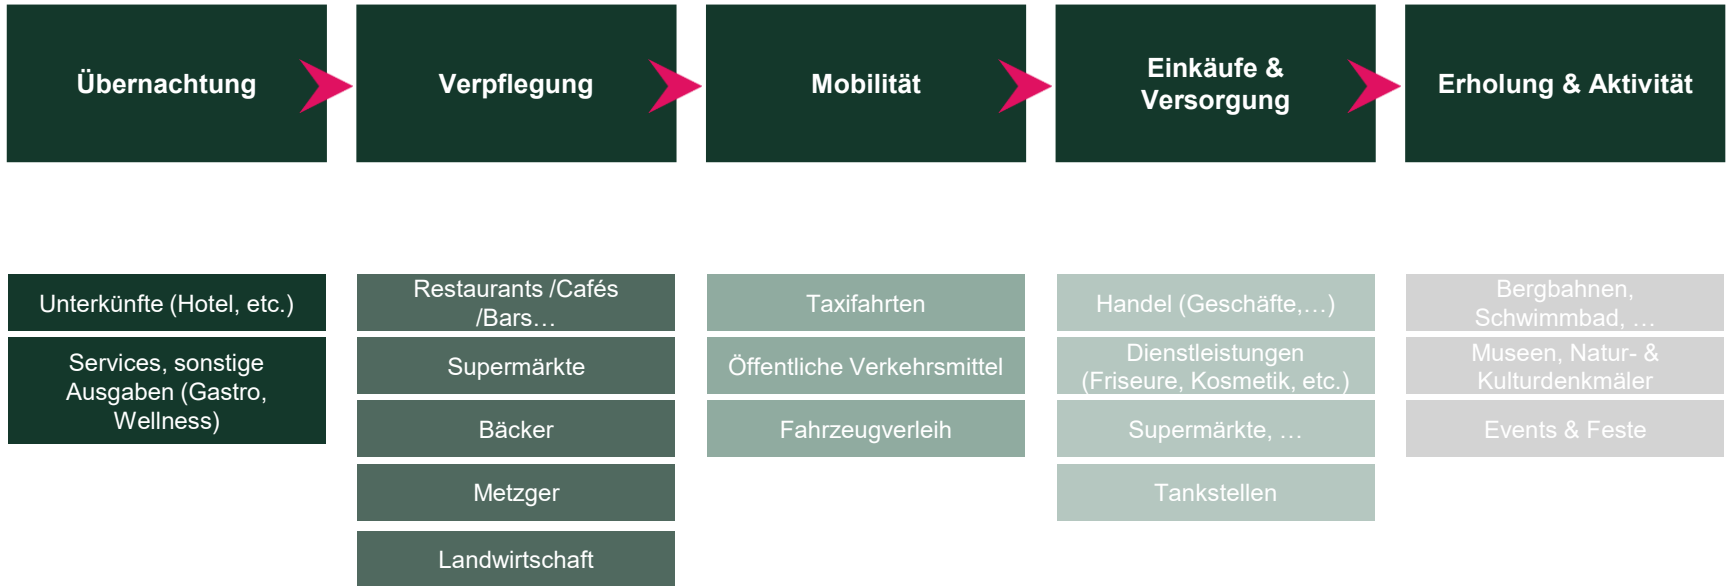 Übernachtung
Verpflegung
Mobilität
Einkäufe &
Versorgung
Erholung & Aktivität
Unterkünfte (Hotel, etc.)
Services, sonstige
Ausgaben (Gastro,
Wellness)
Restaurants /Cafés
/Bars…
Supermärkte
Bäcker
Metzger
Landwirtschaft
Taxifahrten
Öffentliche Verkehrsmittel
Fahrzeugverleih
Handel (Geschäfte,…)
Dienstleistungen
(Friseure, Kosmetik, etc.)
Supermärkte, …
Tankstellen
Bergbahnen,
Schwimmbad, …
Museen, Natur- &
Kulturdenkmäler
Events & Feste